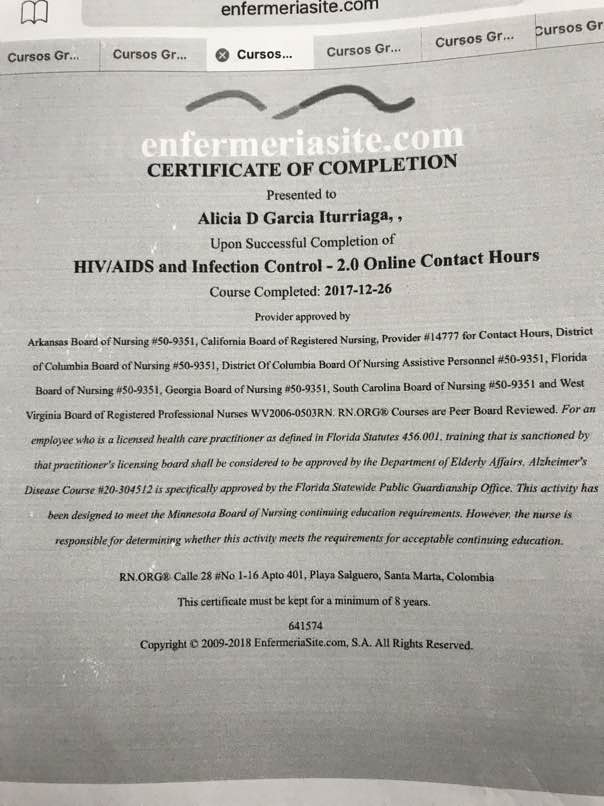 enfermeriasite.com
Cursos Gr...
Cursos Gr...
Cursos...
Cursos Gr...
Cursos Gr...
Cursos Gr
enfermeriasite.com
CERTIFICATE OF COMPLETION
Presented to
Alicia D Garcia Iturriaga, ,
Upon Successful Completion of
HIV/AIDS and Infection Control - 2.0 Online Contact Hours
Course Completed: 2017-12-26
Provider approved by
Arkansas Board of Nursing #50-9351, California Board of Registered Nursing, Provider #14777 for Contact Hours, District
of Columbia Board of Nursing #50-9351, District Of Columbia Board Of Nursing Assistive Personnel #50-9351, Florida
Board of Nursing #50-9351, Georgia Board of Nursing #50-9351, South Carolina Board of Nursing #50-9351 and West
Virginia Board of Registered Professional Nurses WV2006-0503RN. RN.ORG® Courses are Peer Board Reviewed. For an
employee who is a licensed health care practitioner as defined in Florida Statutes 456.001, training that is sanctioned by
that practitioner's licensing board shall be considered to be approved by the Department of Elderly Affairs. Alzheimer's
Disease Course #20-304512 is specifically approved by the Florida Statewide Public Guardianship Office. This activity has
been designed to meet the Minnesota Board of Nursing continuing education requirements. However, the nurse is
responsible for determining whether this activity meets the requirements for acceptable continuing education.
RN.ORG® Calle 28 #No 1-16 Apto 401, Playa Salguero, Santa Marta, Colombia
This certificate must be kept for a minimum of 8 years.
641574
Copyright © 2009-2018 EnfermeriaSite.com, S.A. All Rights Reserved.